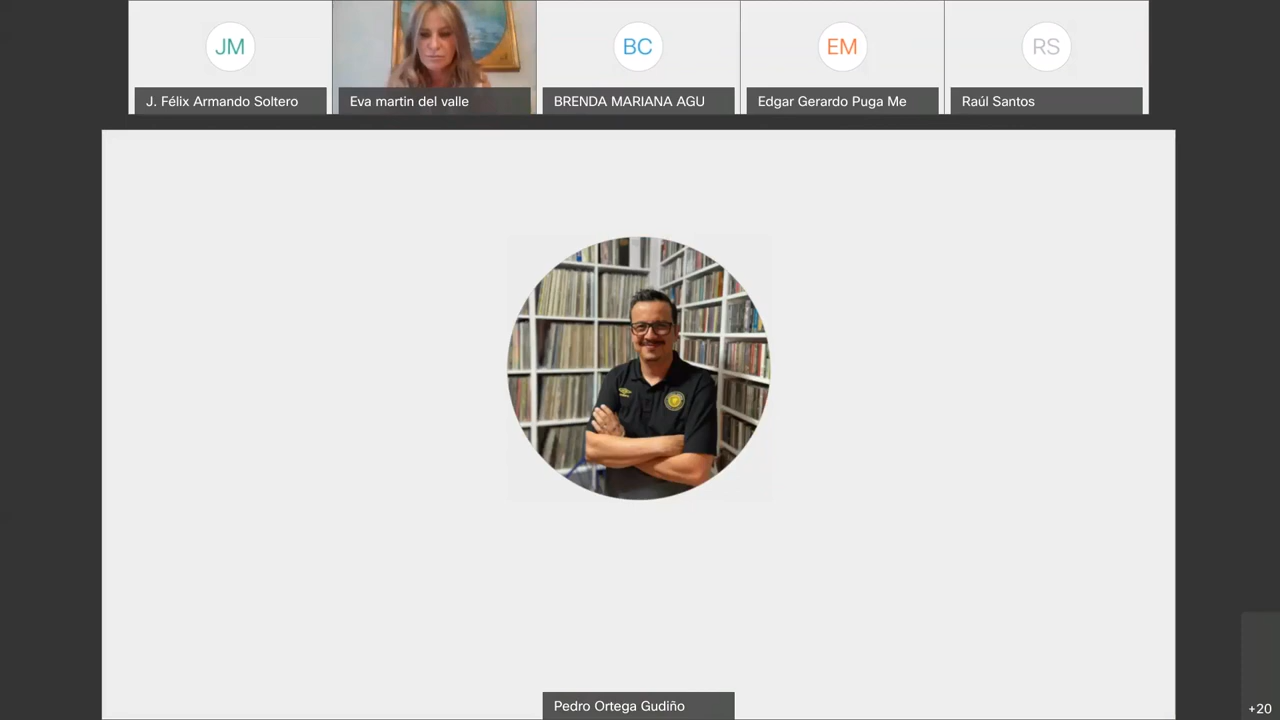 JM
BC
EM
RS
J. Félix Armando Soltero
Eva martin del valle
BRENDA MARIANA AGU
Edgar Gerardo Puga Me
Raúl Santos
Pedro Ortega Gudiño
+20